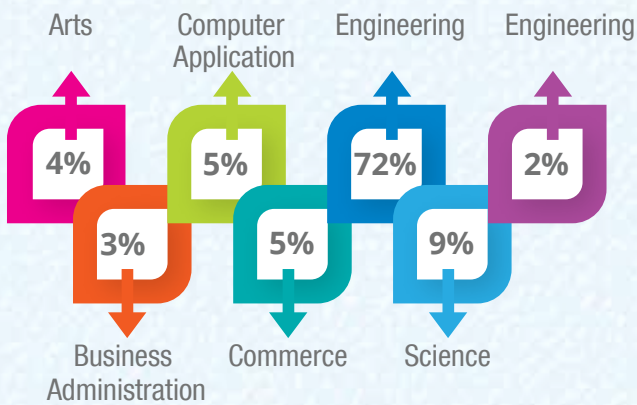 Arts
Computer
Application
Engineering
Engineering
4%
5%
72%
2%
3%
5%
9%
Business
Administration
Commerce
Science